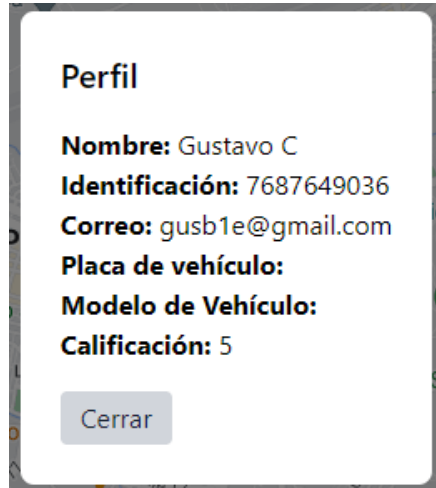 Perfil
Nombre: Gustavo C
Identificación: 7687649036
Correo: gusb1e@gmail.com
Placa de vehículo:
Modelo de Vehículo:
Calificación: 5
Cerrar